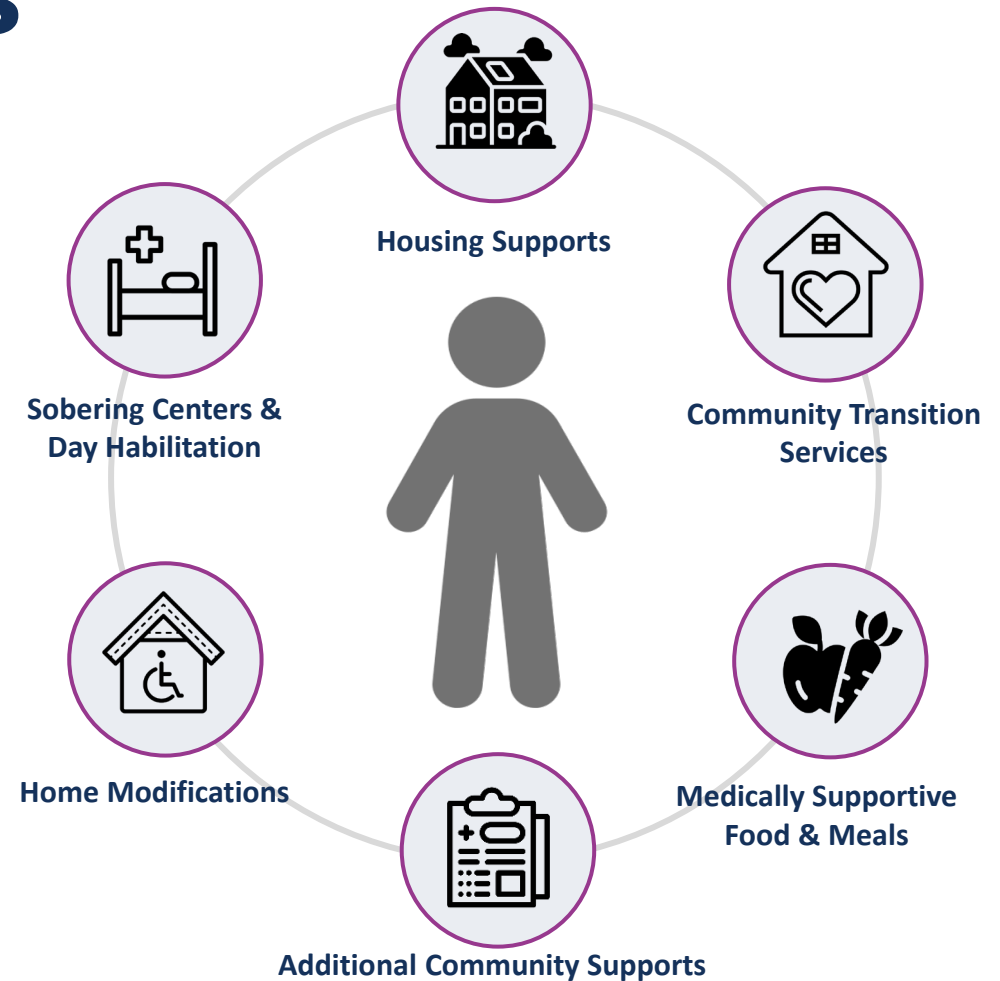 Housing Supports
Sobering Centers &
Day Habilitation
Community Transition
Services
Home Modifications
Medically Supportive
Food & Meals
Additional Community Supports